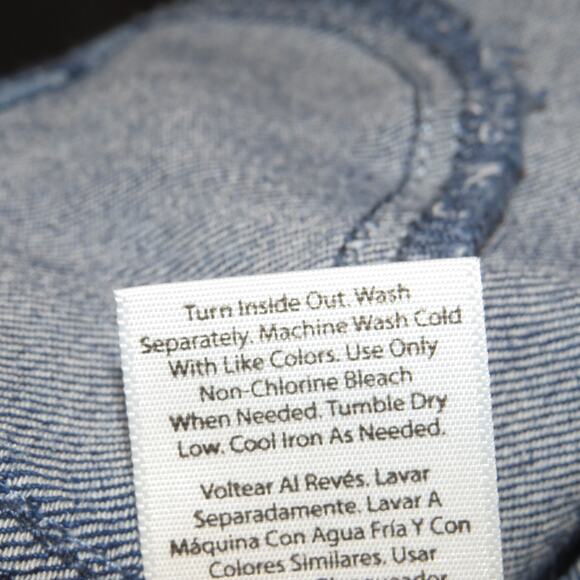 Turn Inside Out. Wash
Separately. Machine Wash Cold
With Like Colors. Use Only
Non-Chlorine Bleach
When Needed. Tumble Dry
Low. Cool Iron As Needed.
Voltear Al Revés. Lavar
Separadamente. Lavar A
Máquina Con Agua Fría Y Con
Colores Similares. Usar